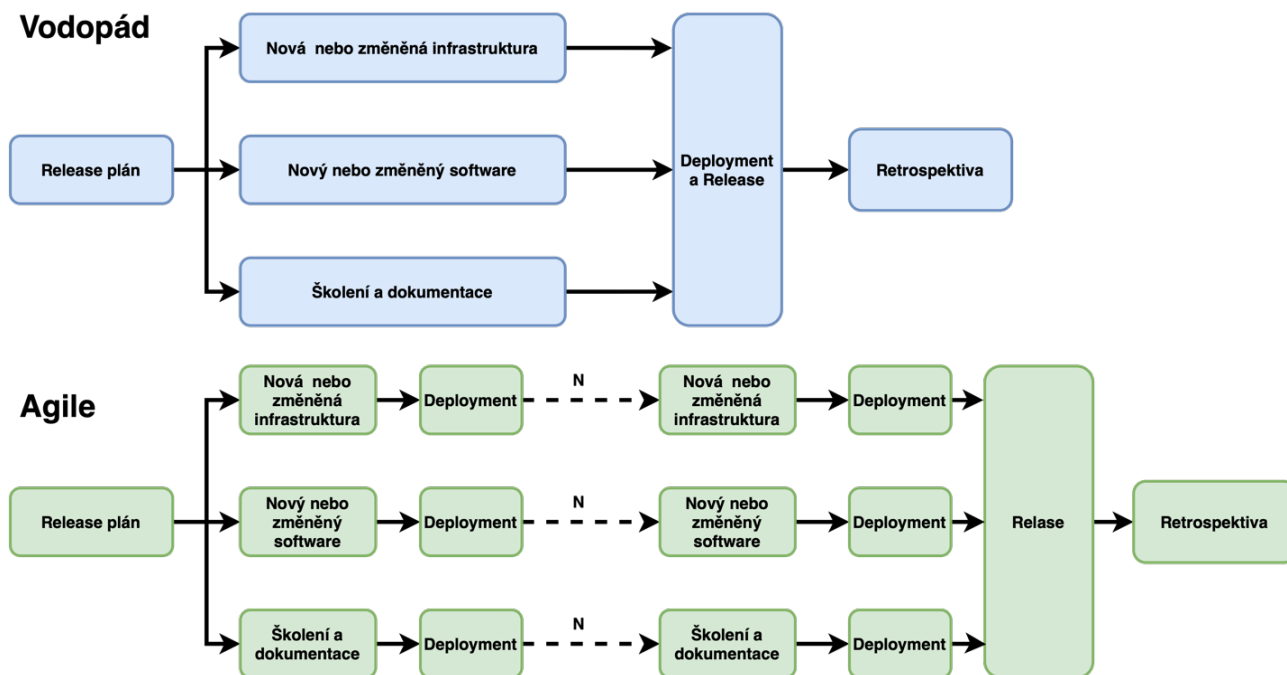 Vodopád
Nová nebo změněná infrastruktura
Release plán
Nový nebo změněný software
Deployment
a Release
Retrospektiva
Školení a dokumentace
Agile
Nová nebo
změněná
infrastruktura
Deployment
N
Nová nebo
změněná
infrastruktura
Deployment
Release plán
Nový nebo
změněný
software
Deployment
N
Nový nebo
změněný
software
Deployment
Relase
Retrospektiva
Školení a
dokumentace
Deployment
N
Školení a
dokumentace
Deployment